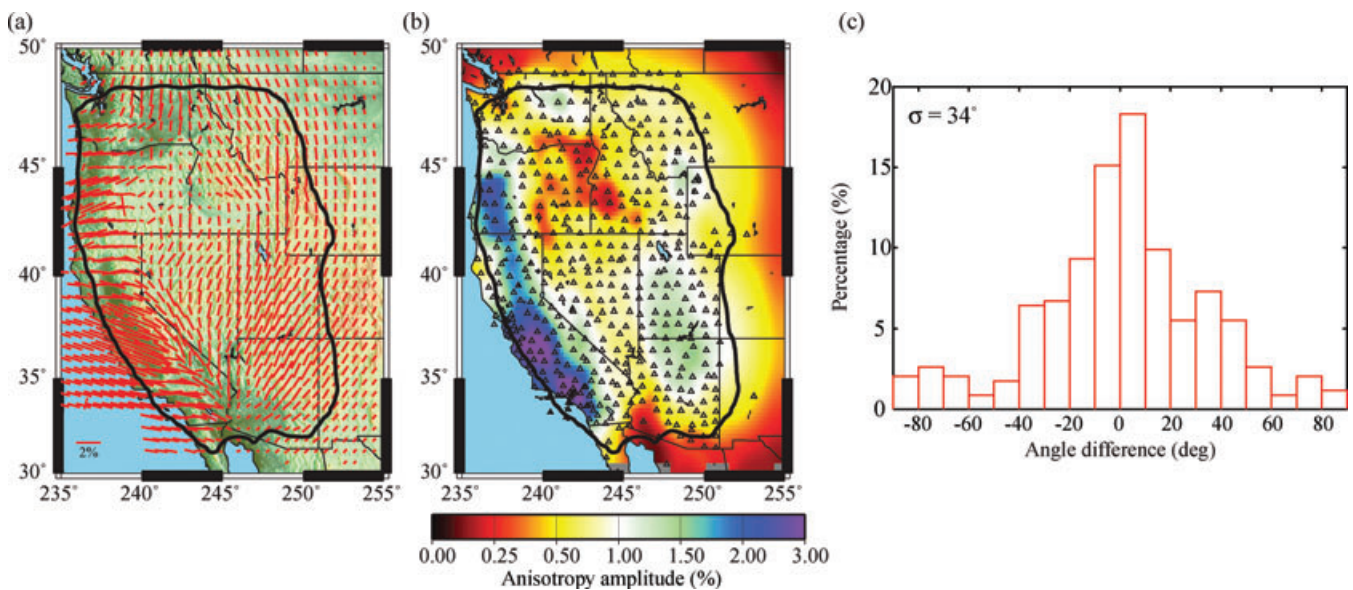 (a)
50˚
45˚
40˚
35˚
30˚
2%
235˚ 240˚ 245˚ 250˚ 255˚
(b)
50˚
45˚
40˚
35˚
30˚
235˚ 240˚ 245˚ 250˚ 255˚
0.00 0.25 0.50 1.00 1.50 2.00 3.00
Anisotropy amplitude (%)
(c)
σ = 34˚
20
15
10
5
0
Percentage (%)
-80 -60 -40 -20 0 20 40 60 80
Angle difference (deg)